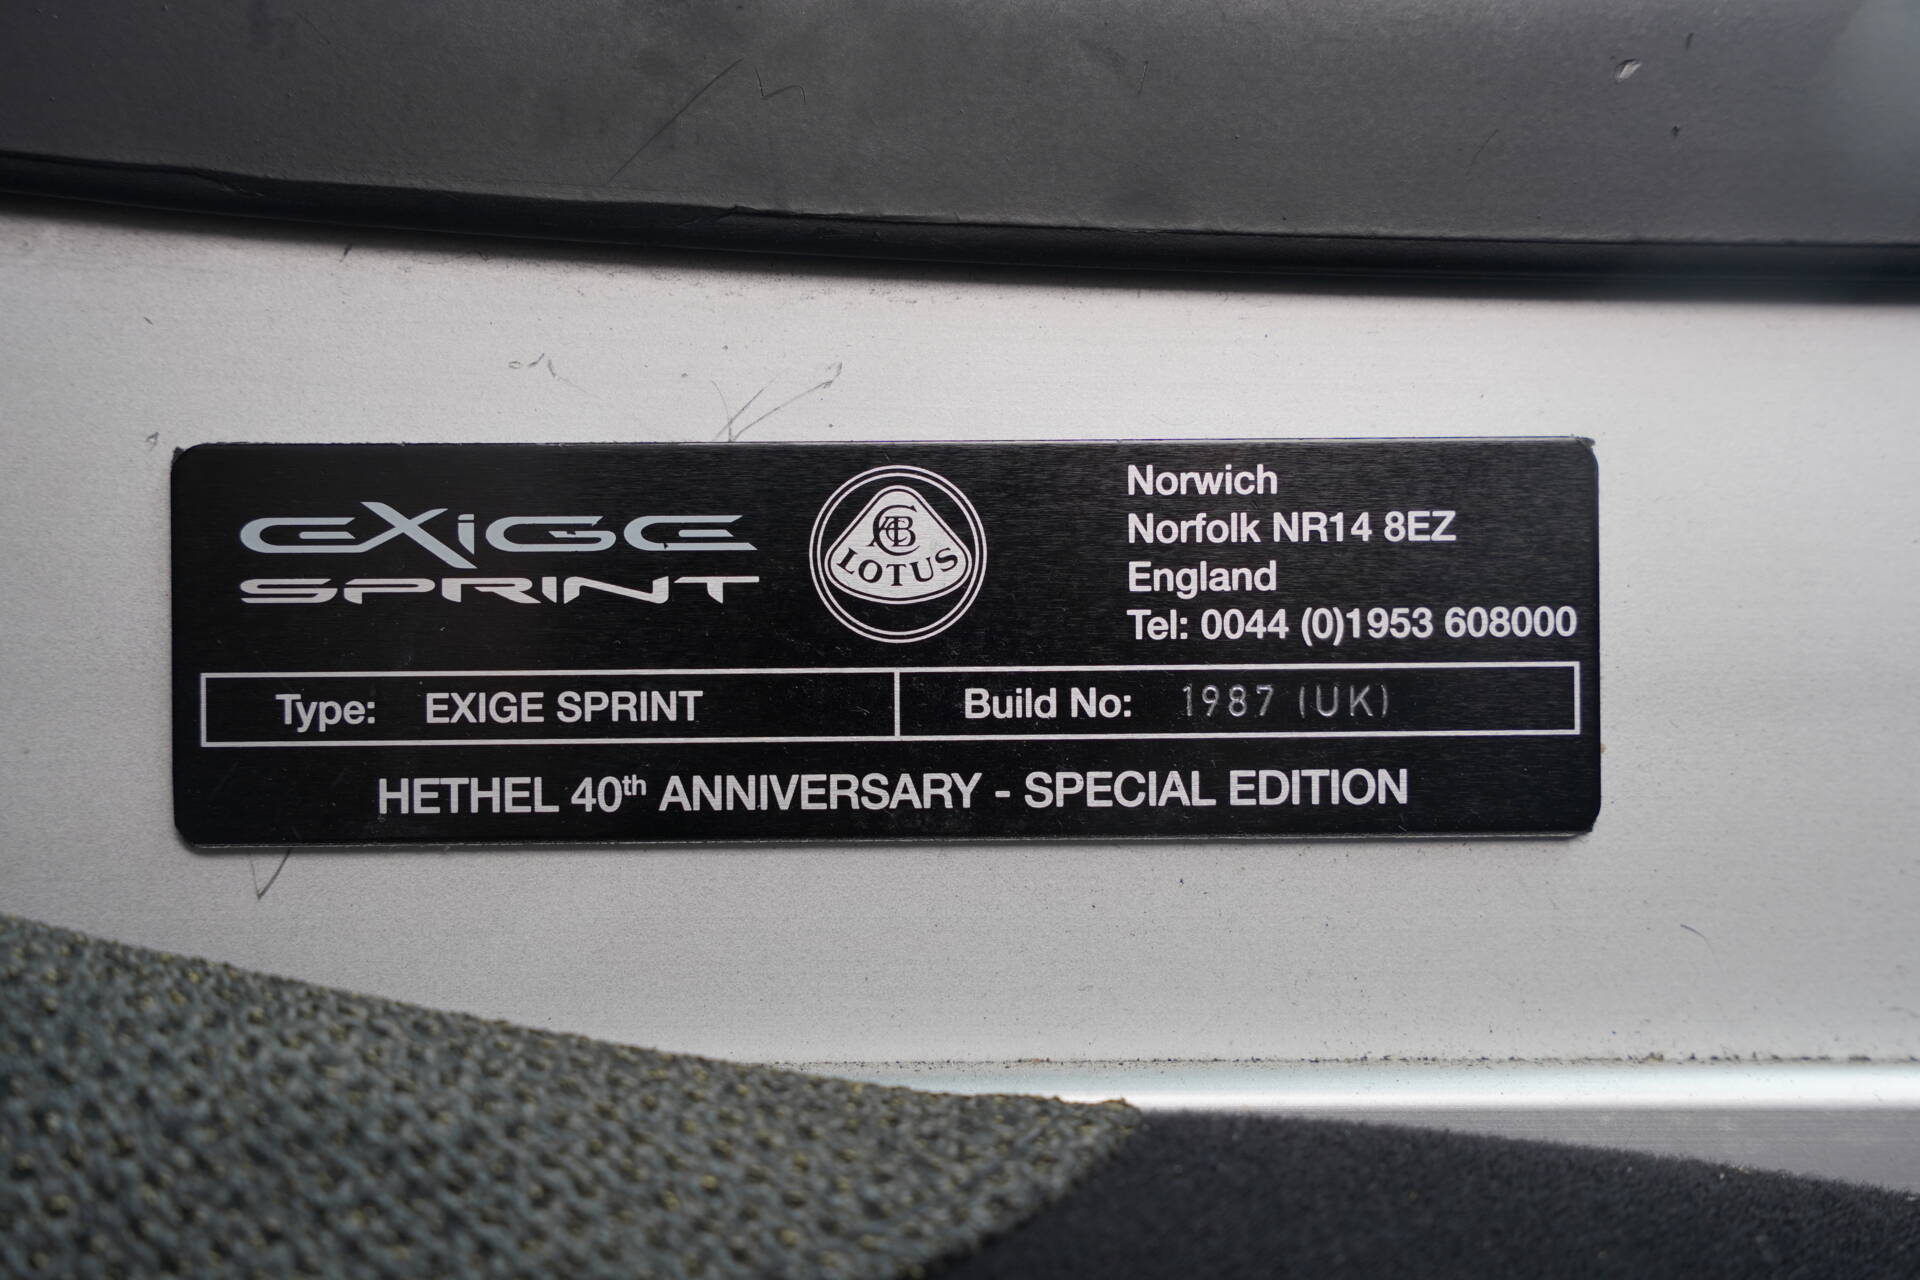 EXIGE
SPRINT
ACBC
LOTUS
Norwich
Norfolk NR14 8EZ
England
Tel: 0044 (0)1953 608000
Type: EXIGE SPRINT
Build No: 1987 (UK)
HETHEL 40th ANNIVERSARY - SPECIAL EDITION